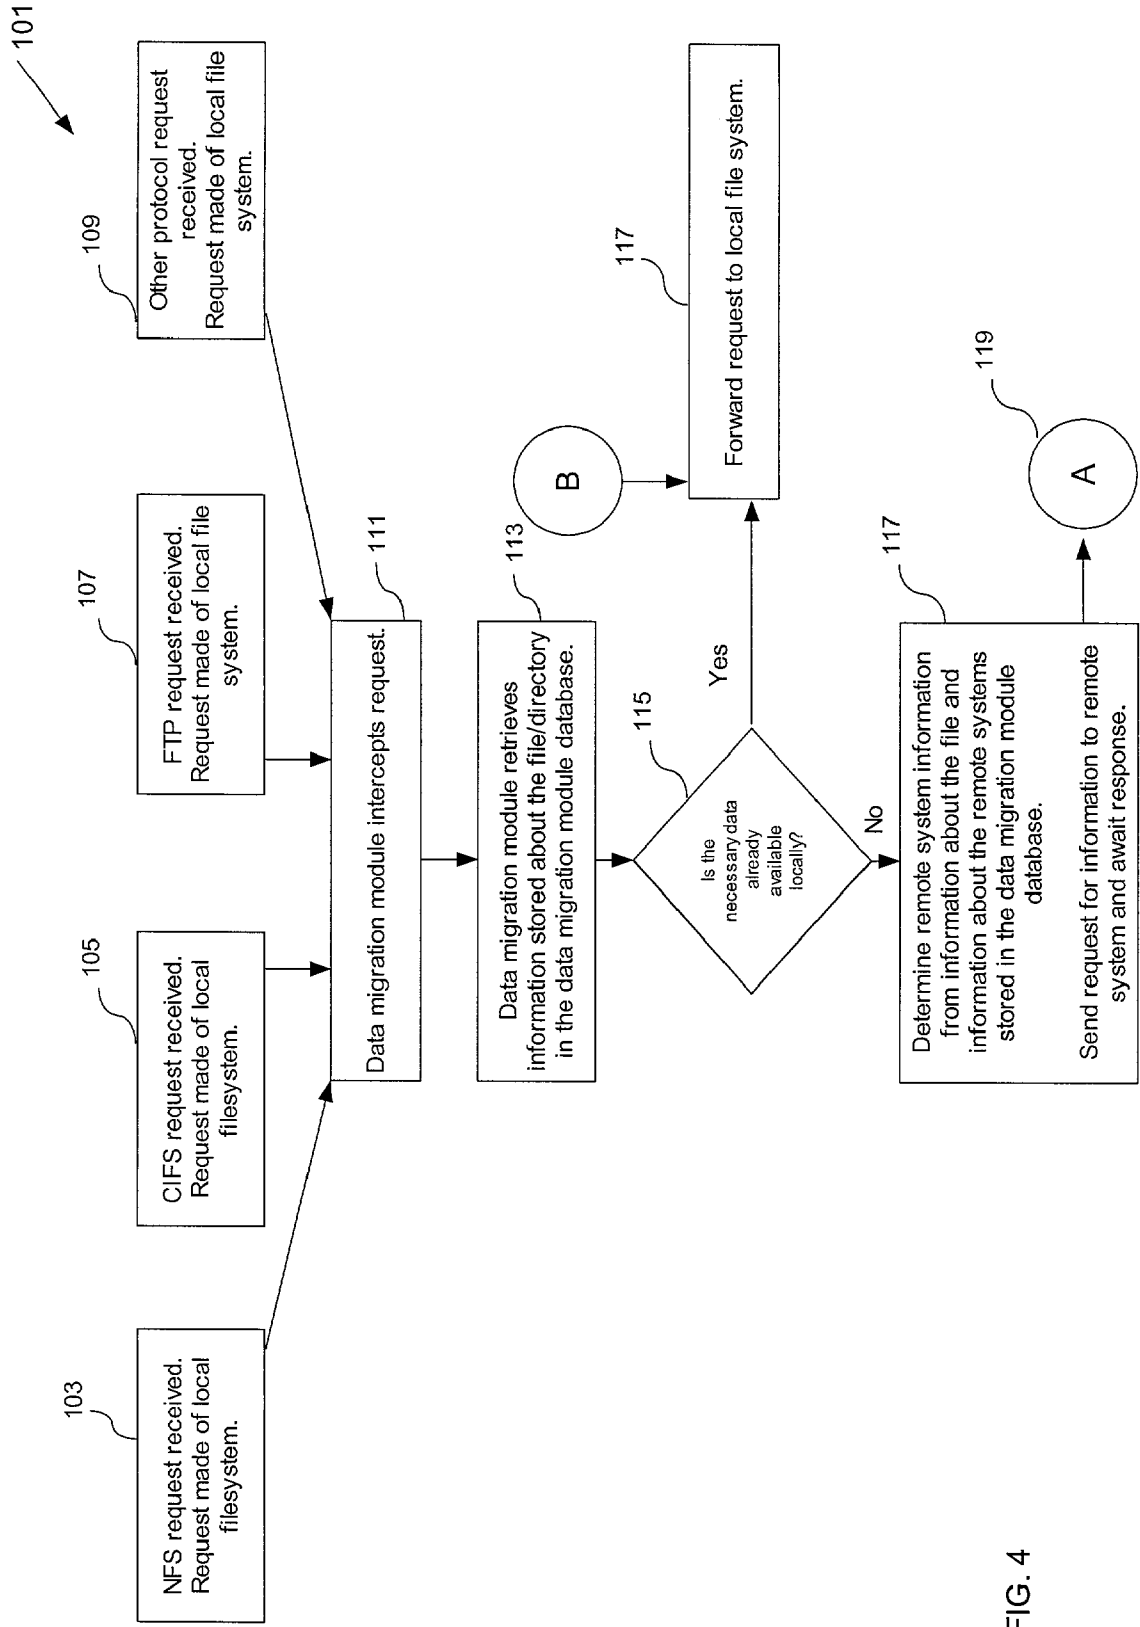 101
103
NFS request received.
Request made of local
filesystem.
105
CIFS request received.
Request made of local
filesystem.
107
FTP request received.
Request made of local file
system.
109
Other protocol request
received.
Request made of local file
system.
111
Data migration module intercepts request.
113
Data migration module retrieves
information stored about the file/directory
in the data migration module database.
B
115
Is the
necessary data
already
available
locally?
Yes
117
Forward request to local file system.
No
117
Determine remote system information
from information about the file and
information about the remote systems
stored in the data migration module
database.
Send request for information to remote
system and await response.
119
A
FIG. 4